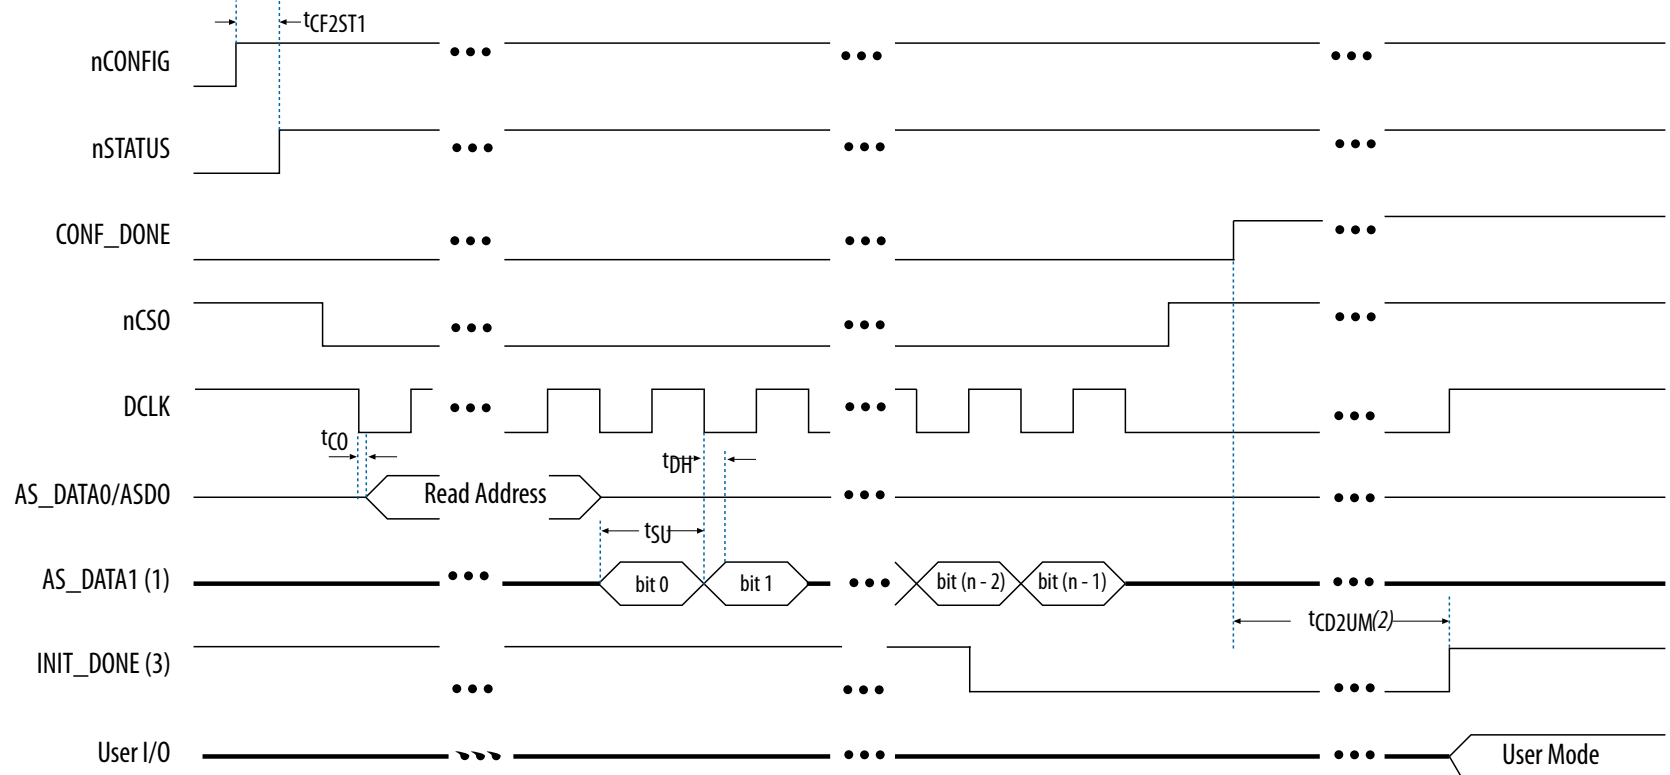 tCF2ST1
nCONFIG
nSTATUS
CONF_DONE
nCSO
DCLK
tCO
tDH
AS_DATA0/ASDO
Read Address
tSU
AS_DATA1 (1)
bit 0
bit 1
bit (n - 2)
bit (n - 1)
tCD2UM(2)
INIT_DONE (3)
User I/O
User Mode